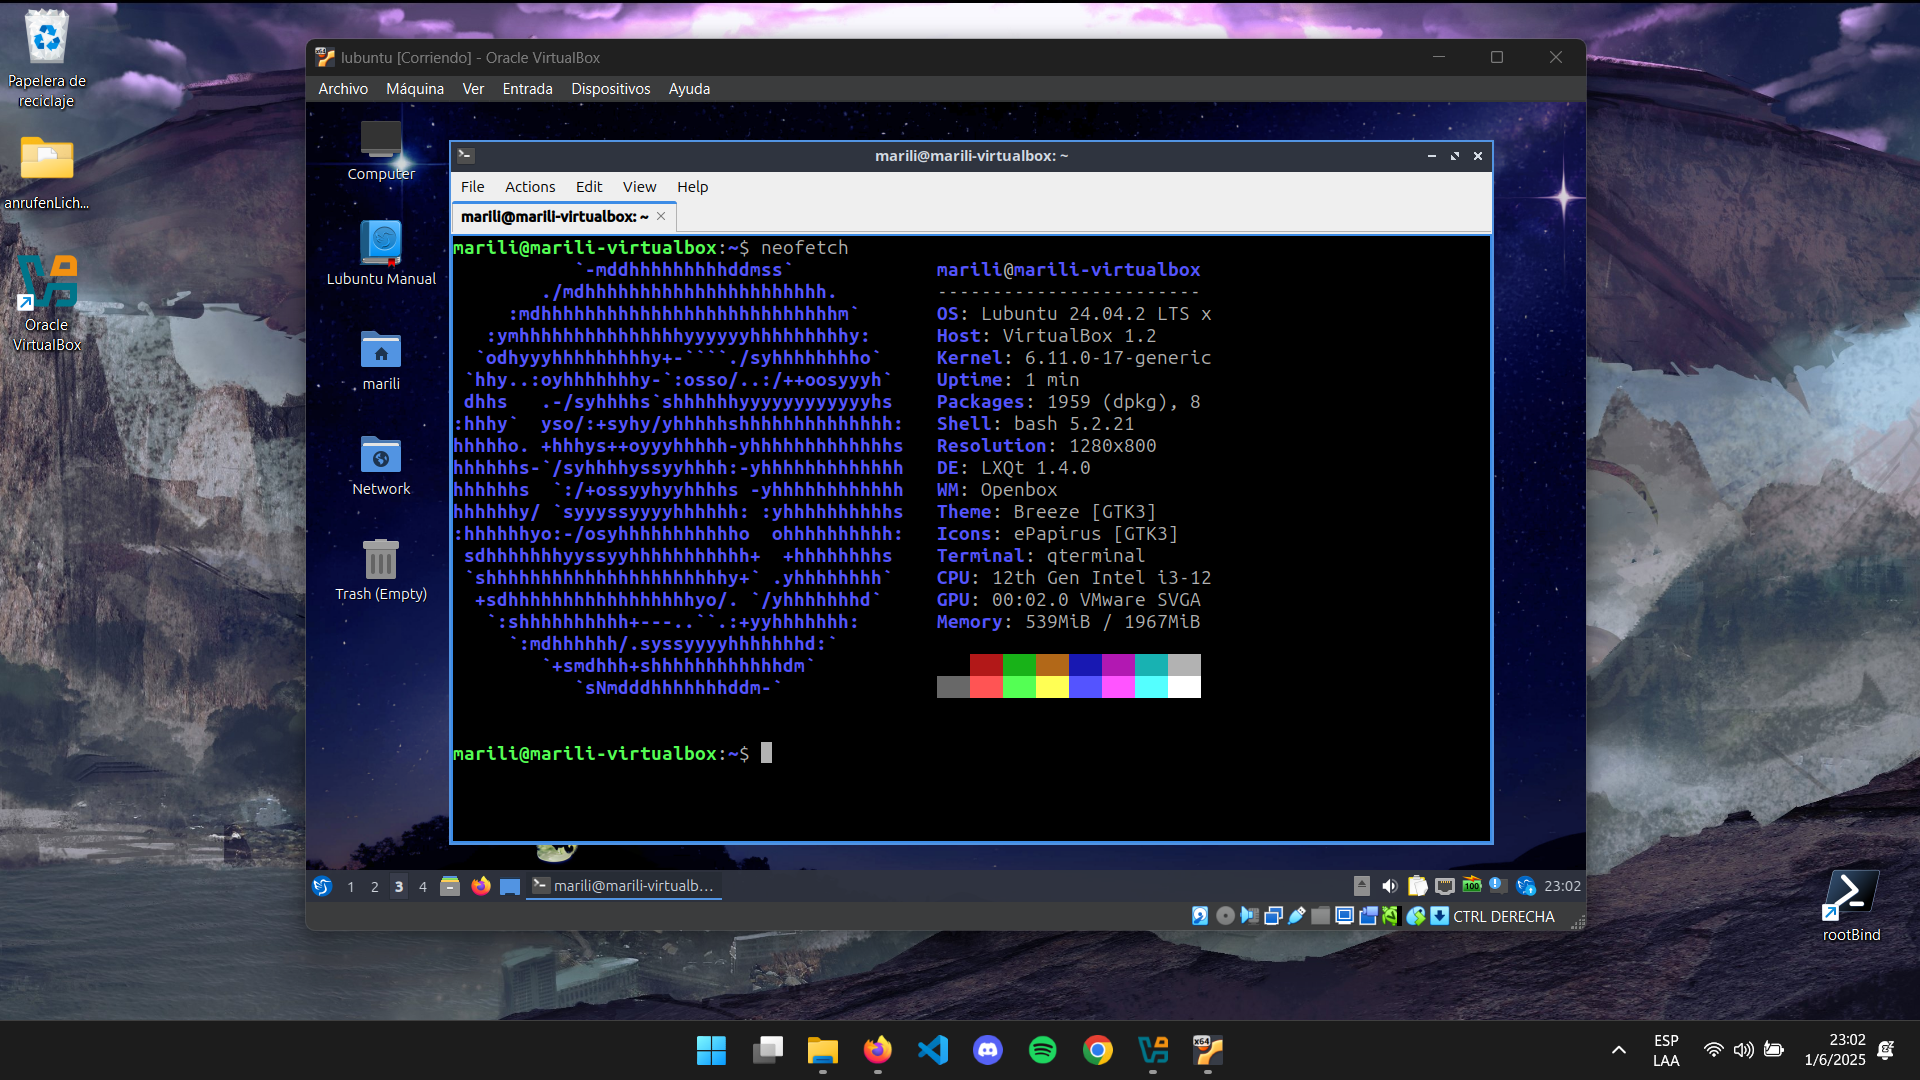 Papelera de
reciclaje
anrufenLich...
Oracle
VirtualBox
lubuntu [Corriendo] - Oracle VirtualBox
Archivo Máquina Ver Entrada Dispositivos Ayuda
Computer
Lubuntu Manual
marili
Network
Trash (Empty)
marili@marili-virtualbox: ~
File Actions Edit View Help
marili@marili-virtualbox: ~
marili@marili-virtualbox:~$ neofetch
`-mddhhhhhhhhhddmss` marili@marili-virtualbox
./mdhhhhhhhhhhhhhhhhhhhhhh. ------------------------
:mdhhhhhhhhhhhhhhhhhhhhhhhhhhhm` OS: Lubuntu 24.04.2 LTS x
:ymhhhhhhhhhhhhhhhyyyyyyhhhhhhhhhy: Host: VirtualBox 1.2
`odhyyyhhhhhhhhhy+-````./syhhhhhhhho` Kernel: 6.11.0-17-generic
`hhy..:oyhhhhhhhy-`:osso/..:/++oosyyyh` Uptime: 1 min
dhhs .-/syhhhhs`shhhhhhyyyyyyyyyyyyhs Packages: 1959 (dpkg), 8
:hhhy` yso/:+syhy/yhhhhhshhhhhhhhhhhhhh: Shell: bash 5.2.21
hhhhho. +hhhys++oyyyhhhhh-yhhhhhhhhhhhhhs Resolution: 1280x800
hhhhhhs-`/syhhhhyssyyhhhh:-yhhhhhhhhhhhhh DE: LXQt 1.4.0
hhhhhhs `:/+ossyyhyyhhhhs -yhhhhhhhhhhhh WM: Openbox
hhhhhhy/ `syyyssyyyyhhhhhh: :yhhhhhhhhhhs Theme: Breeze [GTK3]
:hhhhhhyo:-/osyhhhhhhhhhhho ohhhhhhhhhh: Icons: ePapirus [GTK3]
sdhhhhhhhyyssyyhhhhhhhhhhh+ +hhhhhhhhs Terminal: qterminal
`shhhhhhhhhhhhhhhhhhhhhhy+` .yhhhhhhhh` CPU: 12th Gen Intel i3-12
+sdhhhhhhhhhhhhhhhhhyo/. `/yhhhhhhhd` GPU: 00:02.0 VMware SVGA
`:shhhhhhhhhh+---..``.:+yyhhhhhhh: Memory: 539MiB / 1967MiB
`:mdhhhhhh/.syssyyyyhhhhhhhd:`
`+smdhhh+shhhhhhhhhhhhdm`
`sNmdddhhhhhhhddm-`
marili@marili-virtualbox:~$
1 2 3 4 marili@marili-virtualb... 100 23:02
CTRL DERECHA
rootBind
x64
ESP
LAA
23:02
1/6/2025